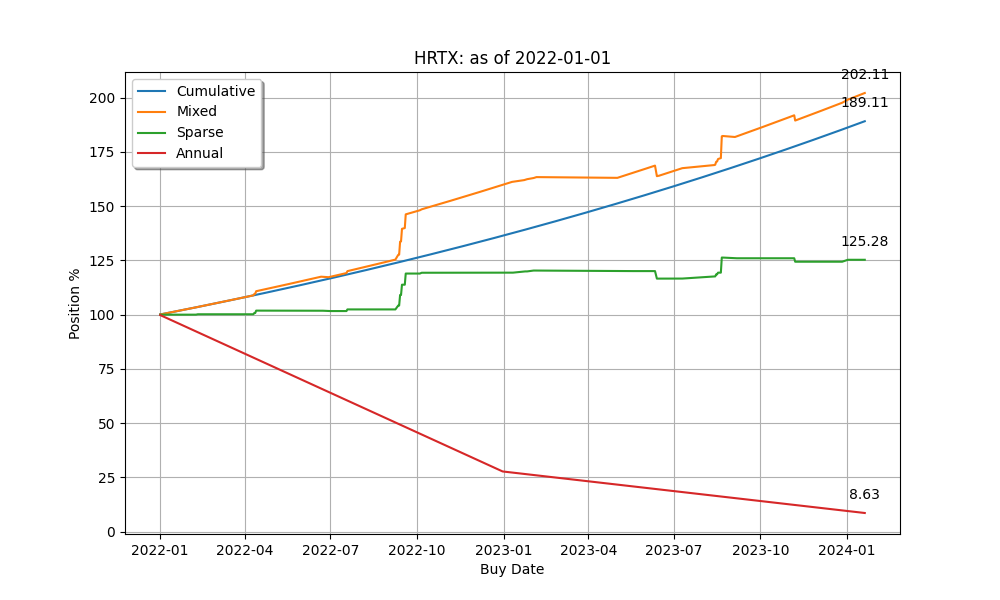 HRTX: as of 2022-01-01
Cumulative
Mixed
Sparse
Annual
202.11
189.11
125.28
8.63
200
175
150
125
100
75
50
25
0
Position %
2022-01 2022-04 2022-07 2022-10 2023-01 2023-04 2023-07 2023-10 2024-01
Buy Date